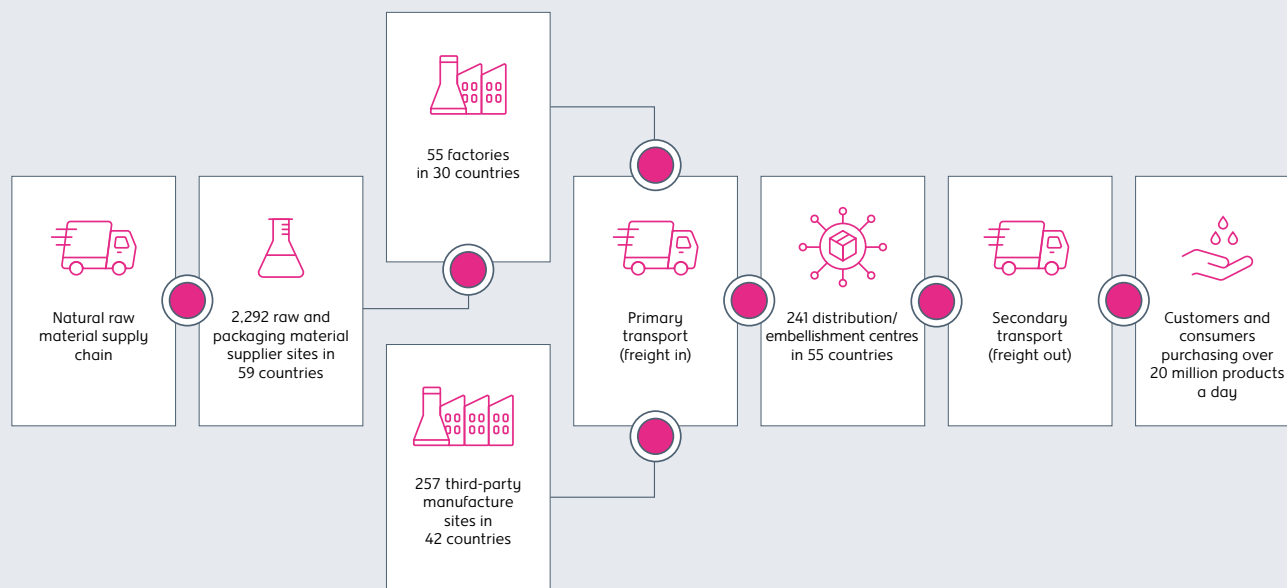 Natural raw
material supply
chain
2,292 raw and
packaging material
supplier sites in
59 countries
55 factories
in 30 countries
257 third-party
manufacture
sites in
42 countries
Primary
transport
(freight in)
241 distribution/
embellishment centres
in 55 countries
Secondary
transport
(freight out)
Customers and
consumers
purchasing over
20 million products
a day